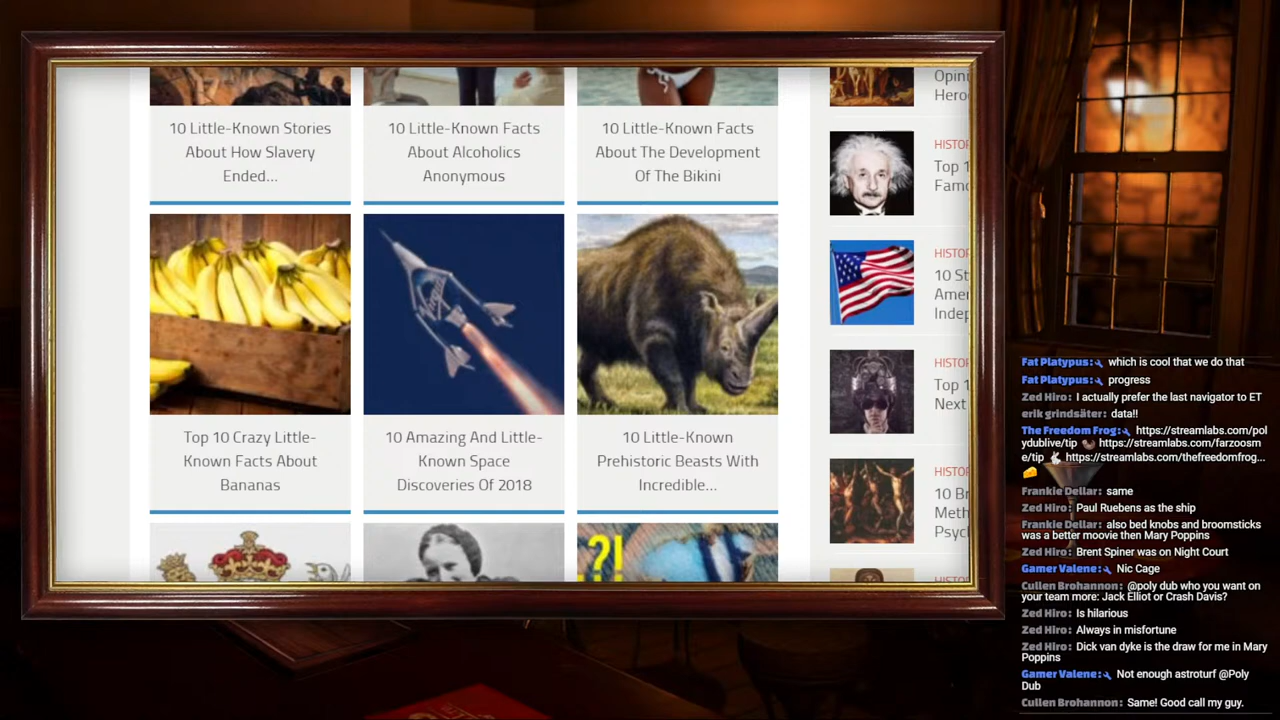 10 Little-Known Stories
About How Slavery
Ended...
10 Little-Known Facts
About Alcoholics
Anonymous
10 Little-Known Facts
About The Development
Of The Bikini
Virgin
Top 10 Crazy Little-
Known Facts About
Bananas
10 Amazing And Little-
Known Space
Discoveries Of 2018
10 Little-Known
Prehistoric Beasts With
Incredible...
?!
Opini
Hero
HISTOR
Top 1
Famo
HISTOR
10 St
Amer
Indep
HISTOR
Top 1
Next
HISTOR
10 Br
Meth
Psyc
HISTOR
Fat Platypus: which is cool that we do that
Fat Platypus: progress
Zed Hiro: I actually prefer the last navigator to ET
erik grindsäter: data!!
The Freedom Frog: https://streamlabs.com/pol
ydublive/tip https://streamlabs.com/farzoosm
e/tip https://streamlabs.com/thefreedomfrog...
Frankie Dellar: same
Zed Hiro: Paul Ruebens as the ship
Frankie Dellar: also bed knobs and broomsticks
was a better moovie then Mary Poppins
Zed Hiro: Brent Spiner was on Night Court
Gamer Valene: Nic Cage
Cullen Brohannon: @poly dub who you want on
your team more: Jack Elliot or Crash Davis?
Zed Hiro: Is hilarious
Zed Hiro: Always in misfortune
Zed Hiro: Dick van dyke is the draw for me in Mary
Poppins
Gamer Valene: Not enough astroturf @Poly
Dub
Cullen Brohannon: Same! Good call my guy.